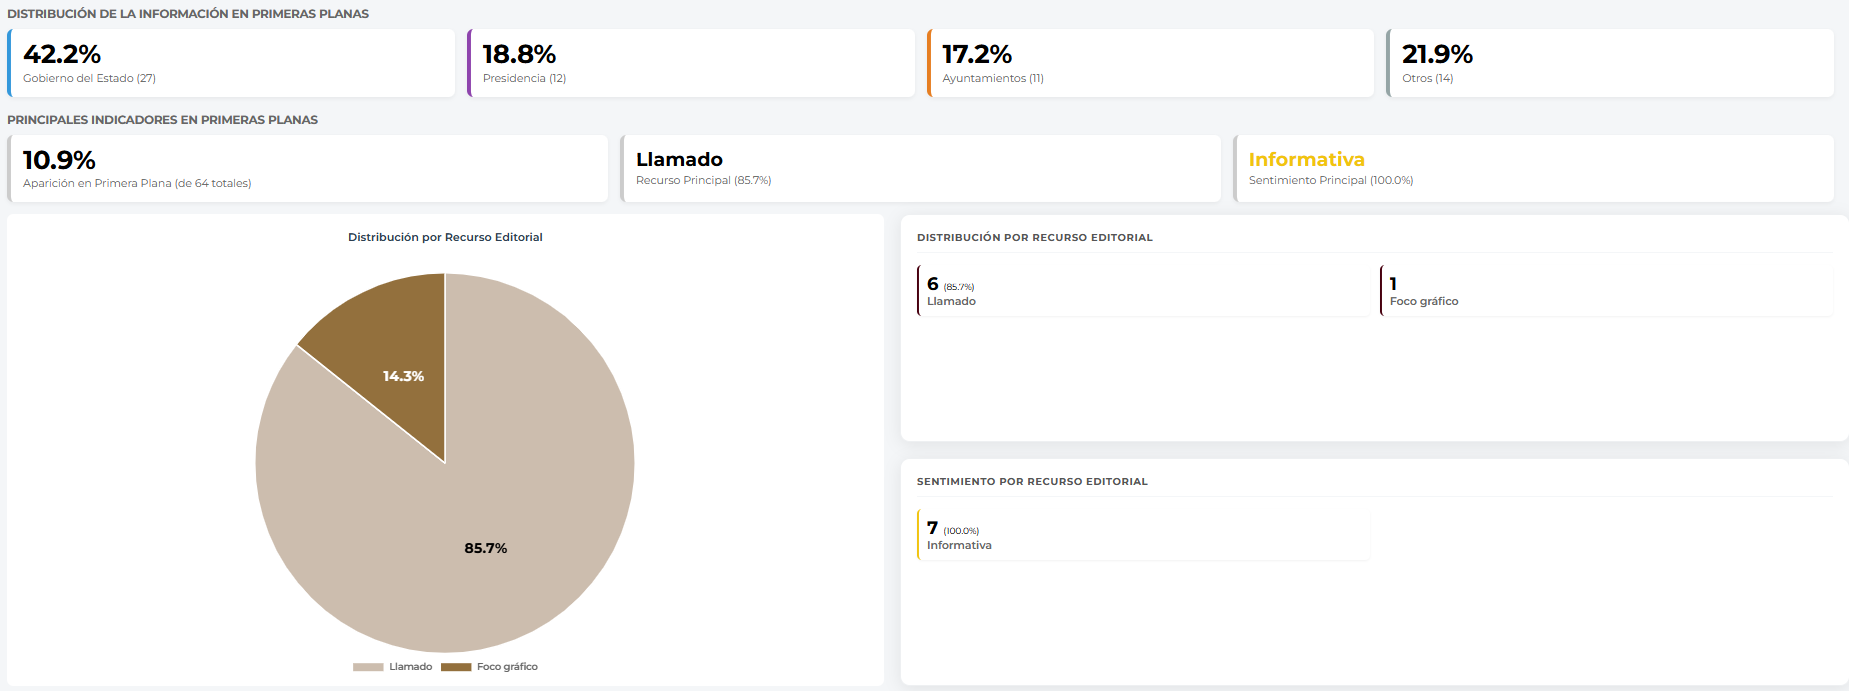 DISTRIBUCIÓN DE LA INFORMACIÓN EN PRIMERAS PLANAS
42.2%
Gobierno del Estado (27)
18.8%
Presidencia (12)
17.2%
Ayuntamientos (11)
21.9%
Otros (14)
PRINCIPALES INDICADORES EN PRIMERAS PLANAS
10.9%
Aparición en Primera Plana (de 64 totales)
Llamado
Recurso Principal (85.7%)
Informativa
Sentimiento Principal (100.0%)
Distribución por Recurso Editorial
14.3%
85.7%
Llamado
Foco gráfico
DISTRIBUCIÓN POR RECURSO EDITORIAL
6 (85.7%)
Llamado
1
Foco gráfico
SENTIMIENTO POR RECURSO EDITORIAL
7 (100.0%)
Informativa